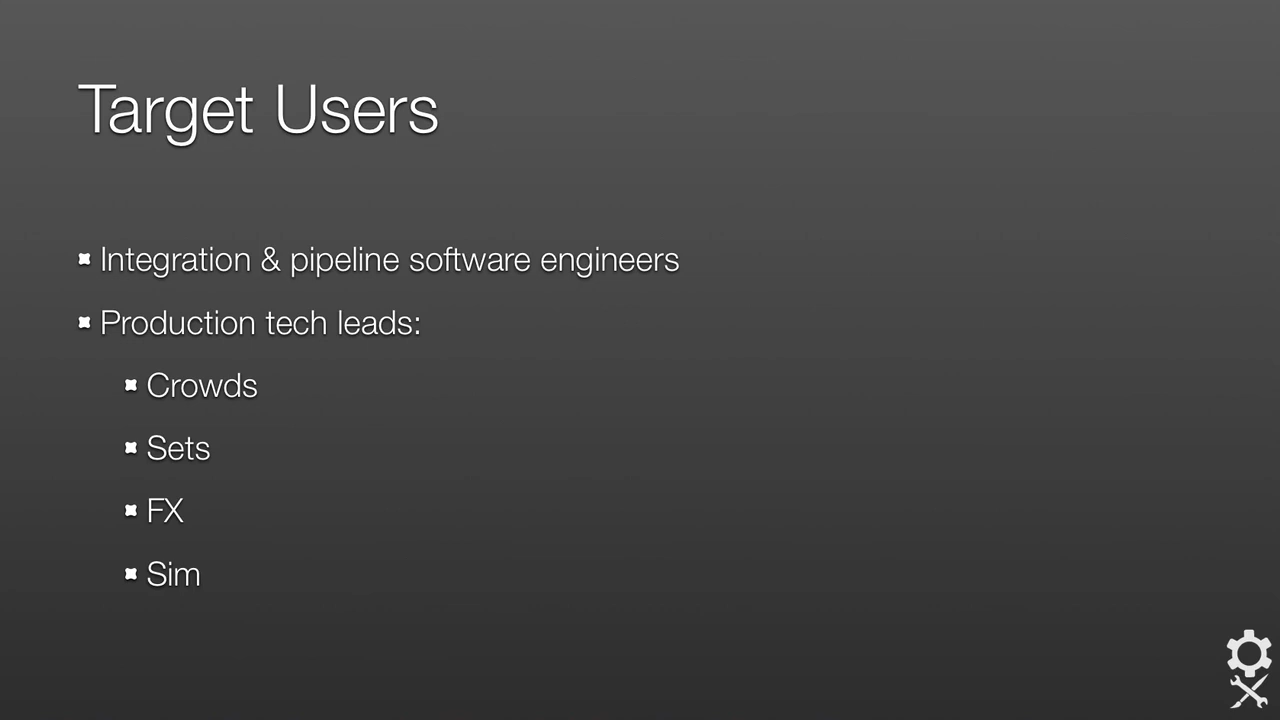 Target Users
Integration & pipeline software engineers
Production tech leads:
Crowds
Sets
FX
Sim